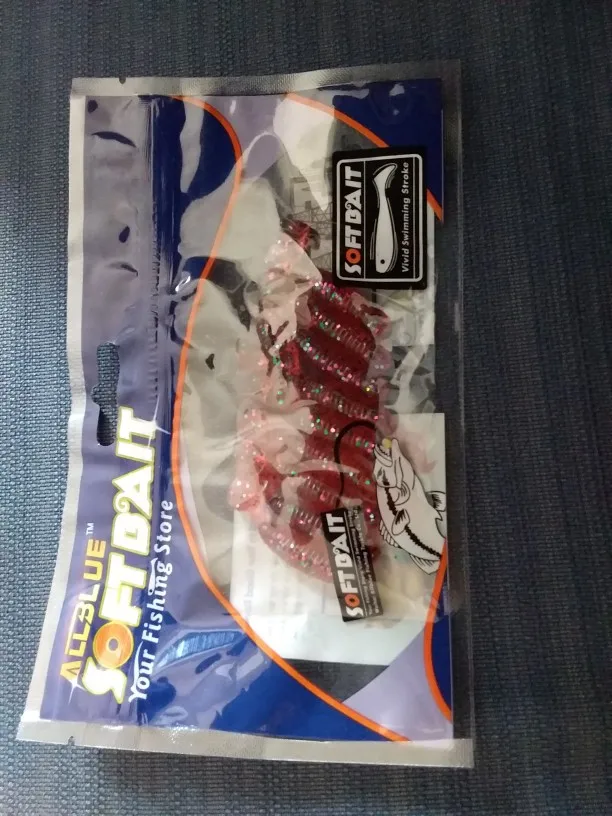 ALLBLUE™
SOFT BAIT
Your Fishing Store
SOFT BAIT
Vivid Swimming Stroke
SOFT BAIT